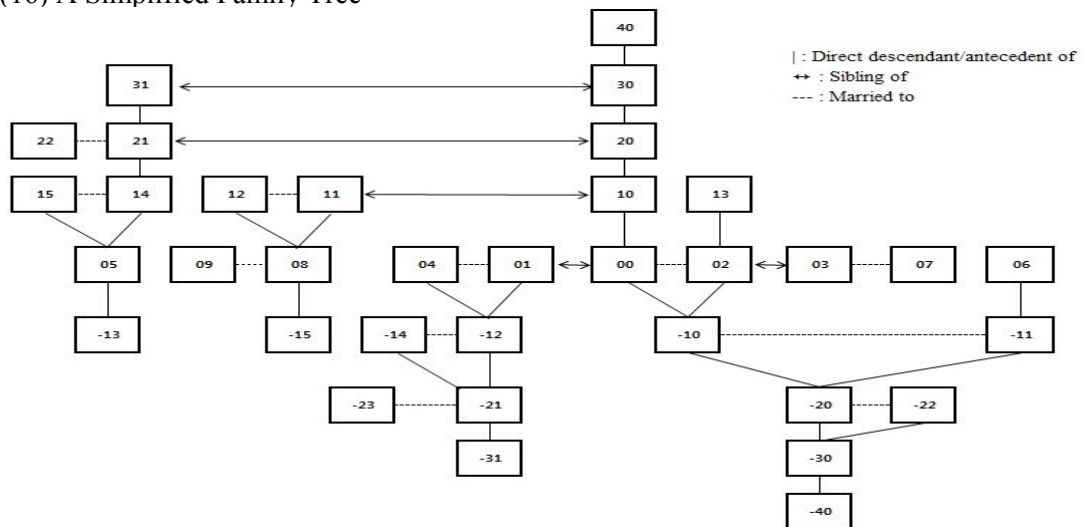 A Simplified Family Tree
40
| : Direct descendant/antecedent of
↔ : Sibling of
--- : Married to
31 30
22 21 20
15 14 12 11 10 13
05 09 08 04 01 00 02 03 07 06
-13 -15 -14 -12 -10 -11
-23 -21 -20 -22
-31 -30
-40